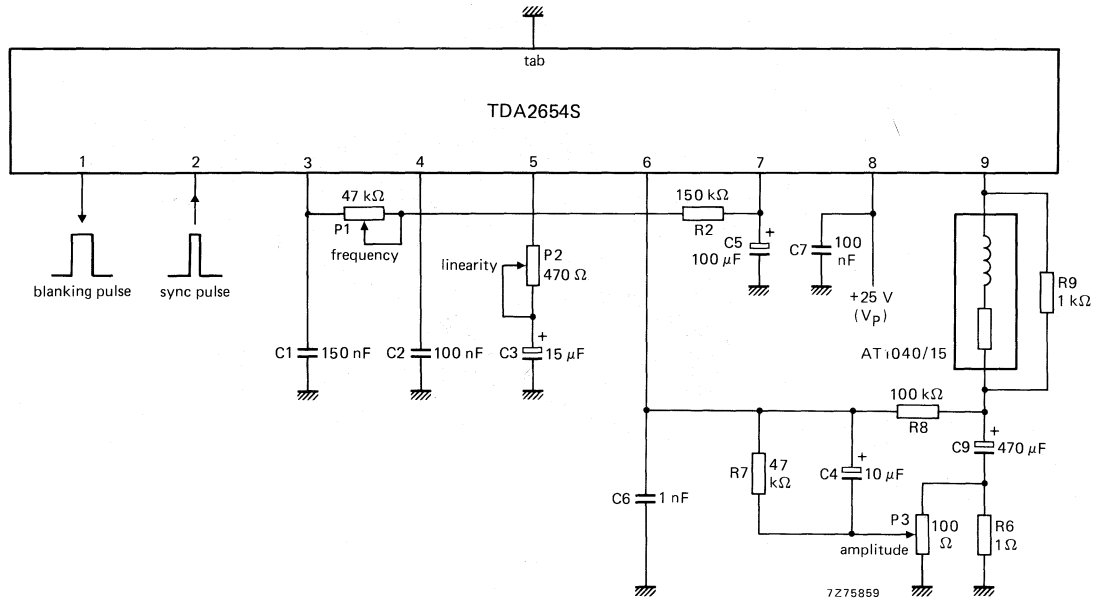 tab
TDA2654S
1 2 3 4 5 6 7 8 9
47 kΩ
P1
frequency
150 kΩ
R2
blanking pulse
sync pulse
linearity
P2
470 Ω
C5
+
100 µF
C7
100
nF
+25 V
(VP)
R9
1 kΩ
AT1040/15
C1
150 nF
C2
100 nF
C3
+
15 µF
100 kΩ
R8
C9
+
470 µF
R7
47
kΩ
C4
+
10 µF
C6
1 nF
P3
100
Ω
amplitude
R6
1Ω
7Z75859